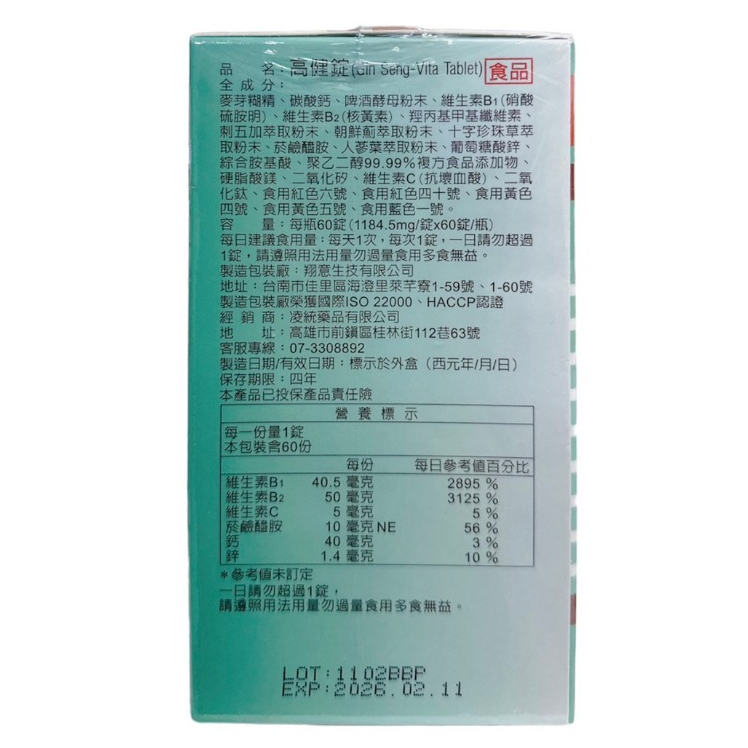 品　　名：高健錠(Gin Seng-Vita Tablet) 食品
全 成 分：
麥芽糊精、碳酸鈣、啤酒酵母粉末、維生素B1(硝酸
硫胺明)、維生素B2(核黃素)、羥丙基甲基纖維素、
刺五加萃取粉末、朝鮮薊萃取粉末、十字珍珠草萃
取粉末、菸鹼醯胺、人蔘葉萃取粉末、葡萄糖酸鋅、
綜合胺基酸、聚乙二醇99.99%複方食品添加物、
硬脂酸鎂、二氧化矽、維生素C(抗壞血酸)、二氧
化鈦、食用紅色六號、食用紅色四十號、食用黃色
四號、食用黃色五號、食用藍色一號。
容　　量：每瓶60錠(1184.5mg/錠x60錠/瓶)
每日建議食用量：每天1次，每次1錠，一日請勿超過
1錠，請遵照用法用量勿過量食用多食無益。
製造包裝廠：翔意生技有限公司
地址：台南市佳里區海澄里萊芉寮1-59號、1-60號
製造包裝廠榮獲國際ISO 22000、HACCP認證
經 銷 商：凌統藥品有限公司
地　　址：高雄市前鎮區桂林街112巷63號
客服專線：07-3308892
製造日期/有效日期：標示於外盒（西元年/月/日）
保存期限：四年
本產品已投保產品責任險
營 養 標 示
每一份量1錠
本包裝含60份
每份　每日參考值百分比
維生素B1 40.5 毫克 2895 %
維生素B2 50 毫克 3125 %
維生素C 5 毫克 5 %
菸鹼醯胺 10 毫克NE 56 %
鈣 40 毫克 3 %
鋅 1.4 毫克 10 %
＊參考值未訂定
一日請勿超過1錠，
請遵照用法用量勿過量食用多食無益。
LOT:1102BBP
EXP:2026.02.11